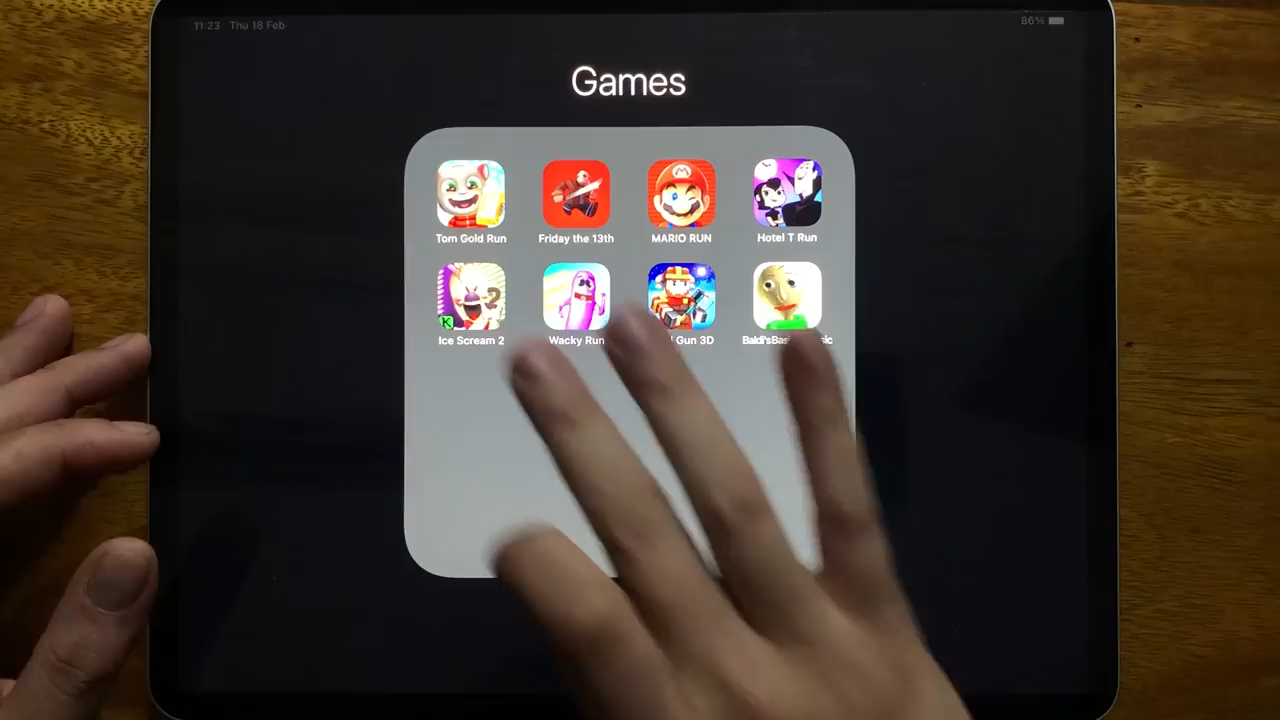 11:23 Thu 18 Feb
86%
Games
Tom Gold Run
Friday the 13th
MARIO RUN
Hotel T Run
M
2
K
Ice Scream 2
Wacky Run
Gun 3D